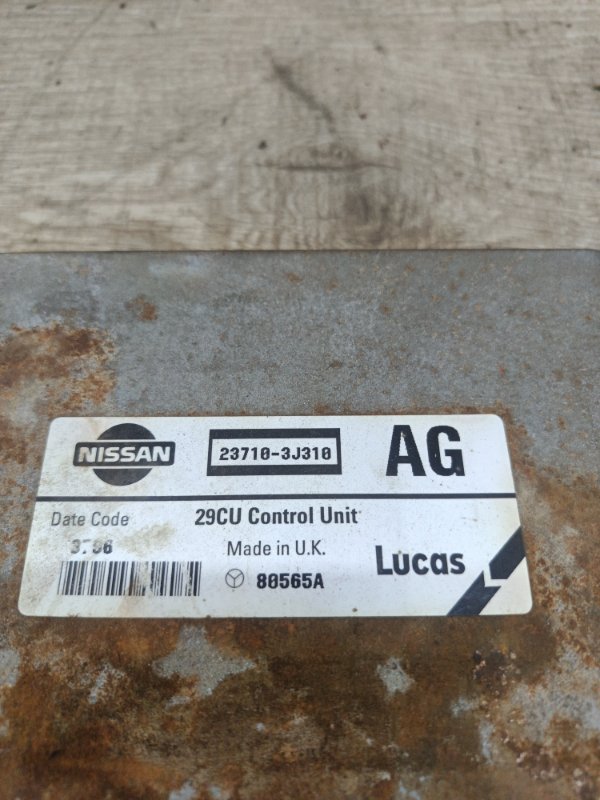 NISSAN
23710-3J310
AG
Date Code
29CU Control Unit
Made in U.K.
80565A
Lucas